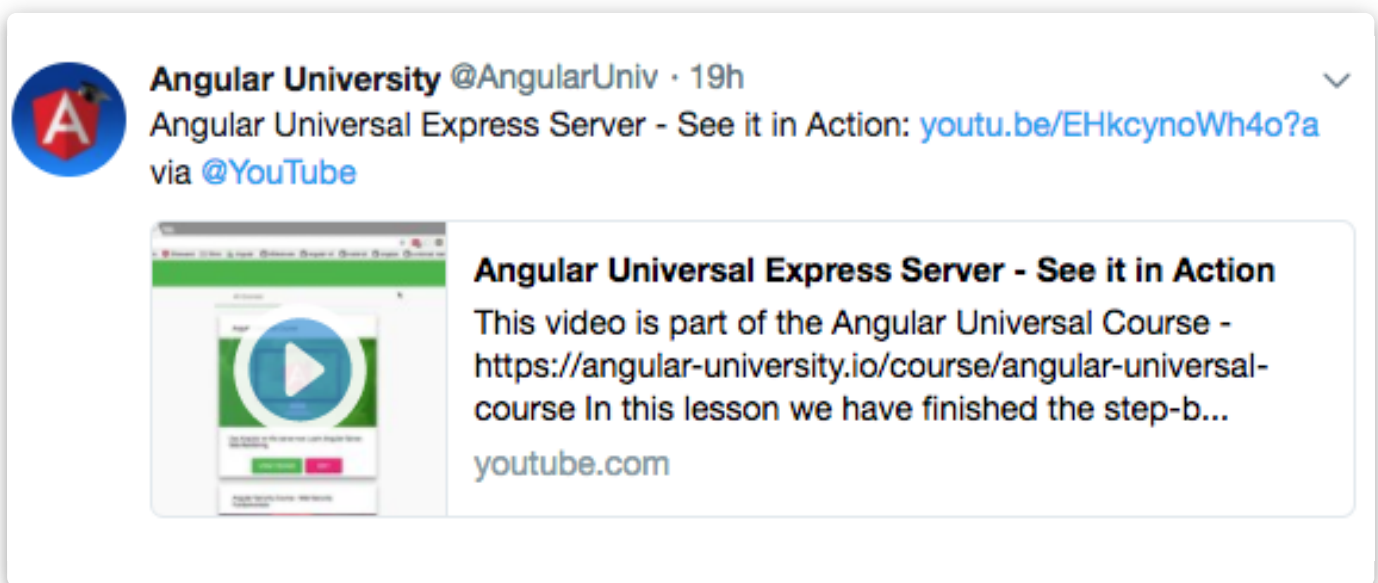 Angular University @AngularUniv · 19h
Angular Universal Express Server - See it in Action: youtu.be/EHkcynoWh4o?a
via @YouTube
Angular Universal Express Server - See it in Action
This video is part of the Angular Universal Course -
https://angular-university.io/course/angular-universal-
course In this lesson we have finished the step-b...
youtube.com